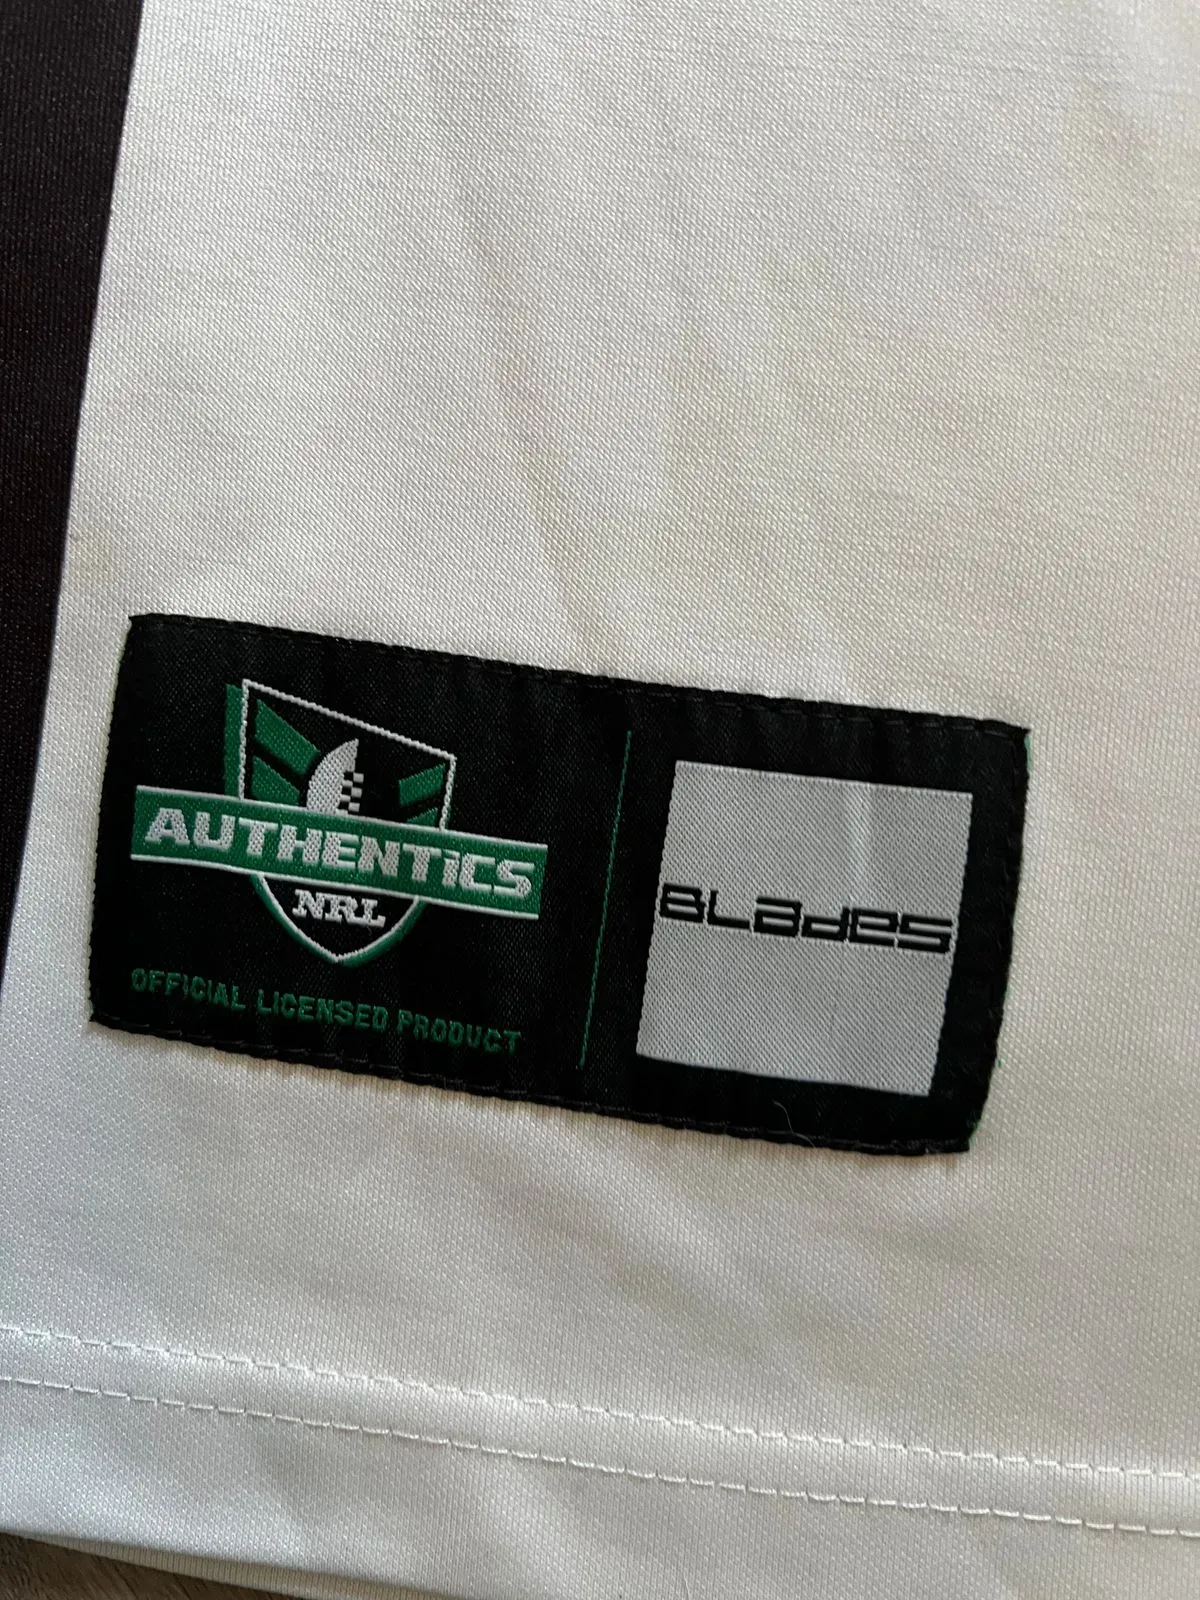 AUTHENTiCS
NRL
OFFICIAL LICENSED PRODUCT
BLades